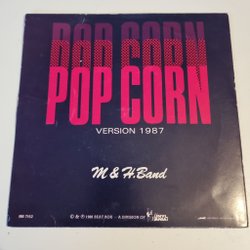 POP CORN
POP CORN
VERSION 1987
M & H. Band